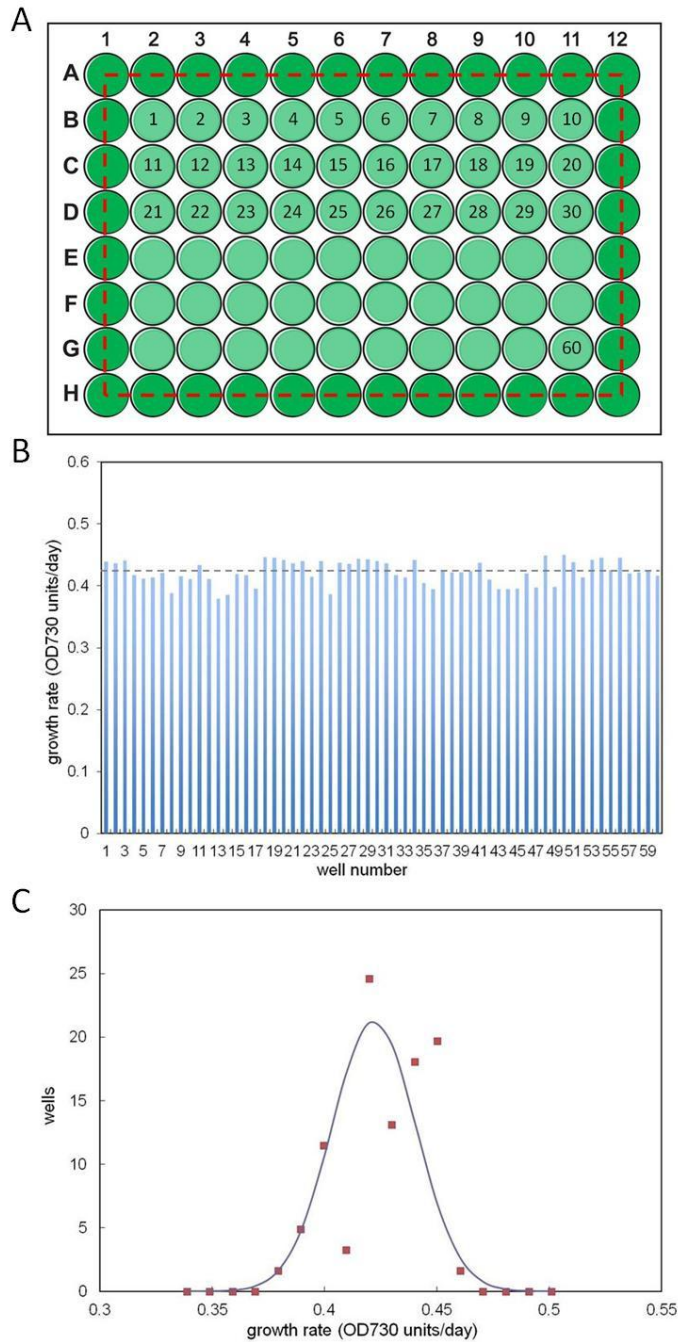 A
1 2 3 4 5 6 7 8 9 10 11 12
A
B 1 2 3 4 5 6 7 8 9 10
C 11 12 13 14 15 16 17 18 19 20
D 21 22 23 24 25 26 27 28 29 30
E
F
G 60
H
B
growth rate (OD730 units/day)
0.6
0.5
0.4
0.3
0.2
0.1
0
1 3 5 7 9 11 13 15 17 19 21 23 25 27 29 31 33 35 37 39 41 43 45 47 49 51 53 55 57 59
well number
C
wells
30
25
20
15
10
5
0
0.3 0.35 0.4 0.45 0.5 0.55
growth rate (OD730 units/day)